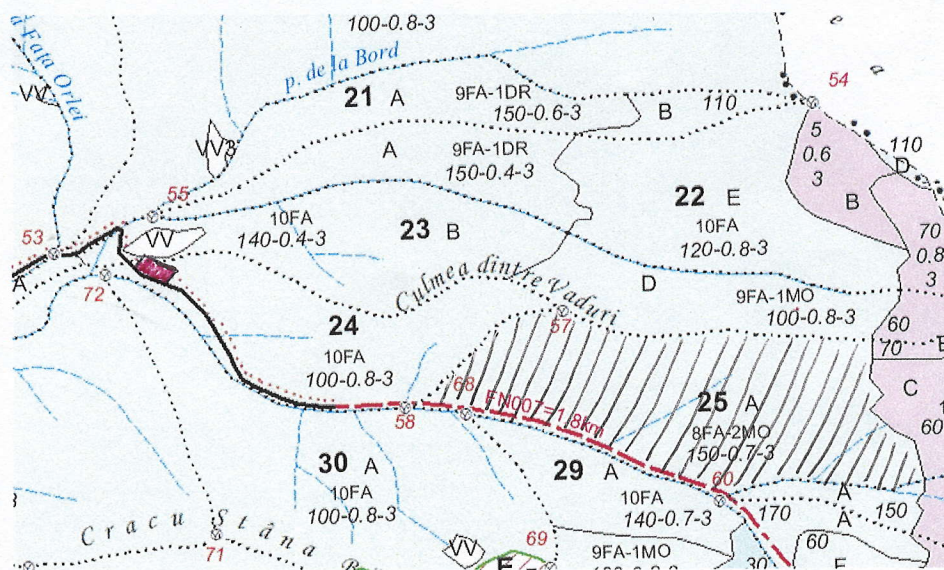 100-0.8-3
e
a
Fața Orlei
p. de la Bord
54
VV
21 A
9FA-1DR
150-0.6-3
B
110
5
0.6
3
110
D
VV3
A
9FA-1DR
150-0.4-3
55
22 E
10FA
120-0.8-3
B
70
0.8
3
53
VV
10FA
140-0.4-3
23 B
A
72
Culmea dintre Vaduri
D
9FA-1MO
100-0.8-3
57
60
70
24
10FA
100-0.8-3
C
68
FN007=1.8km
58
25 A
8FA-2MO
150-0.7-3
60
60
30 A
10FA
100-0.8-3
29 A
10FA
140-0.7-3
A
170
A
150
Cracu Stâna
71
69
VV
9FA-1MO
60
30